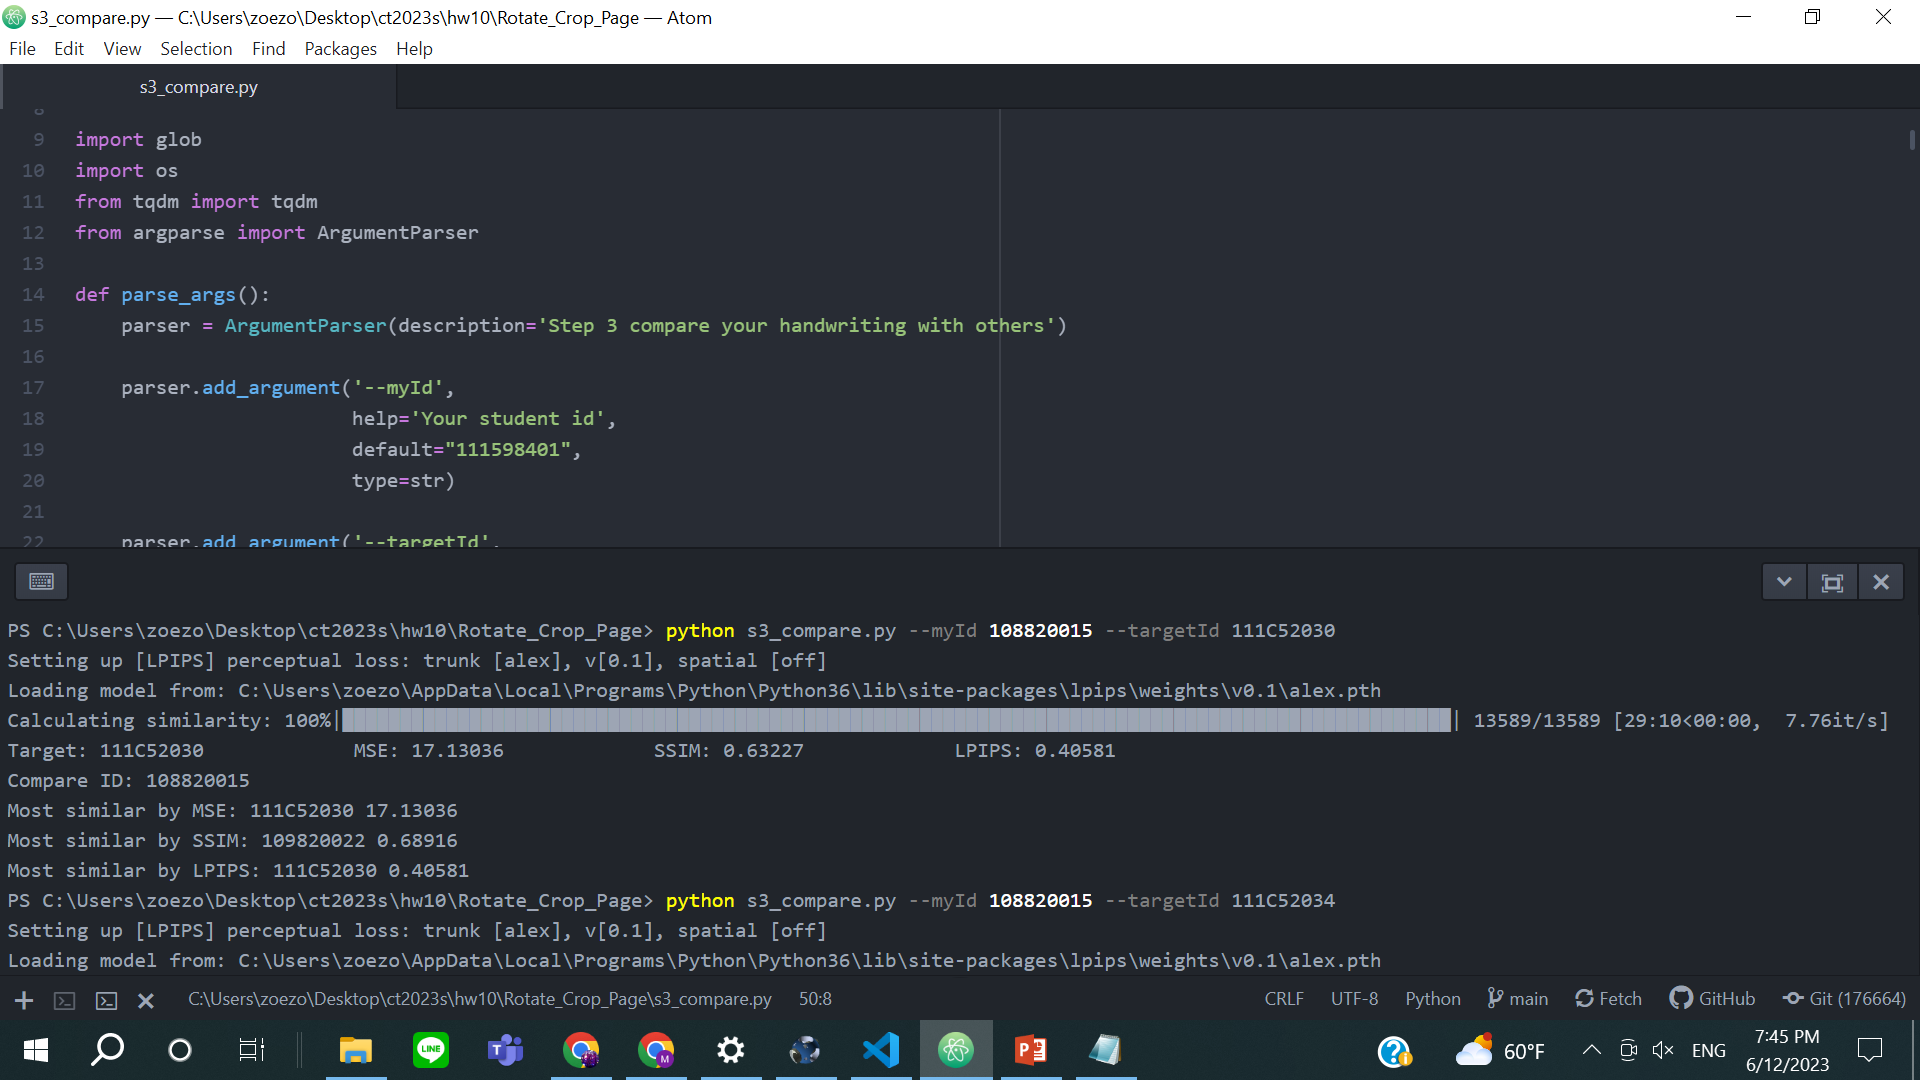 s3_compare.py — C:\Users\zoezo\Desktop\ct2023s\hw10\Rotate_Crop_Page — Atom
File Edit View Selection Find Packages Help
s3_compare.py
8
9 import glob
10 import os
11 from tqdm import tqdm
12 from argparse import ArgumentParser
13
14 def parse_args():
15     parser = ArgumentParser(description='Step 3 compare your handwriting with others')
16
17     parser.add_argument('--myId',
18                         help='Your student id',
19                         default="111598401",
20                         type=str)
21
22     parser.add_argument('--targetId',
PS C:\Users\zoezo\Desktop\ct2023s\hw10\Rotate_Crop_Page> python s3_compare.py --myId 108820015 --targetId 111C52030
Setting up [LPIPS] perceptual loss: trunk [alex], v[0.1], spatial [off]
Loading model from: C:\Users\zoezo\AppData\Local\Programs\Python\Python36\lib\site-packages\lpips\weights\v0.1\alex.pth
Calculating similarity: 100%| | 13589/13589 [29:10<00:00,  7.76it/s]
Target: 111C52030 MSE: 17.13036 SSIM: 0.63227 LPIPS: 0.40581
Compare ID: 108820015
Most similar by MSE: 111C52030 17.13036
Most similar by SSIM: 109820022 0.68916
Most similar by LPIPS: 111C52030 0.40581
PS C:\Users\zoezo\Desktop\ct2023s\hw10\Rotate_Crop_Page> python s3_compare.py --myId 108820015 --targetId 111C52034
Setting up [LPIPS] perceptual loss: trunk [alex], v[0.1], spatial [off]
Loading model from: C:\Users\zoezo\AppData\Local\Programs\Python\Python36\lib\site-packages\lpips\weights\v0.1\alex.pth
C:\Users\zoezo\Desktop\ct2023s\hw10\Rotate_Crop_Page\s3_compare.py 50:8 CRLF UTF-8 Python main Fetch GitHub Git (176664)
LINE
60°F ENG 7:45 PM
6/12/2023